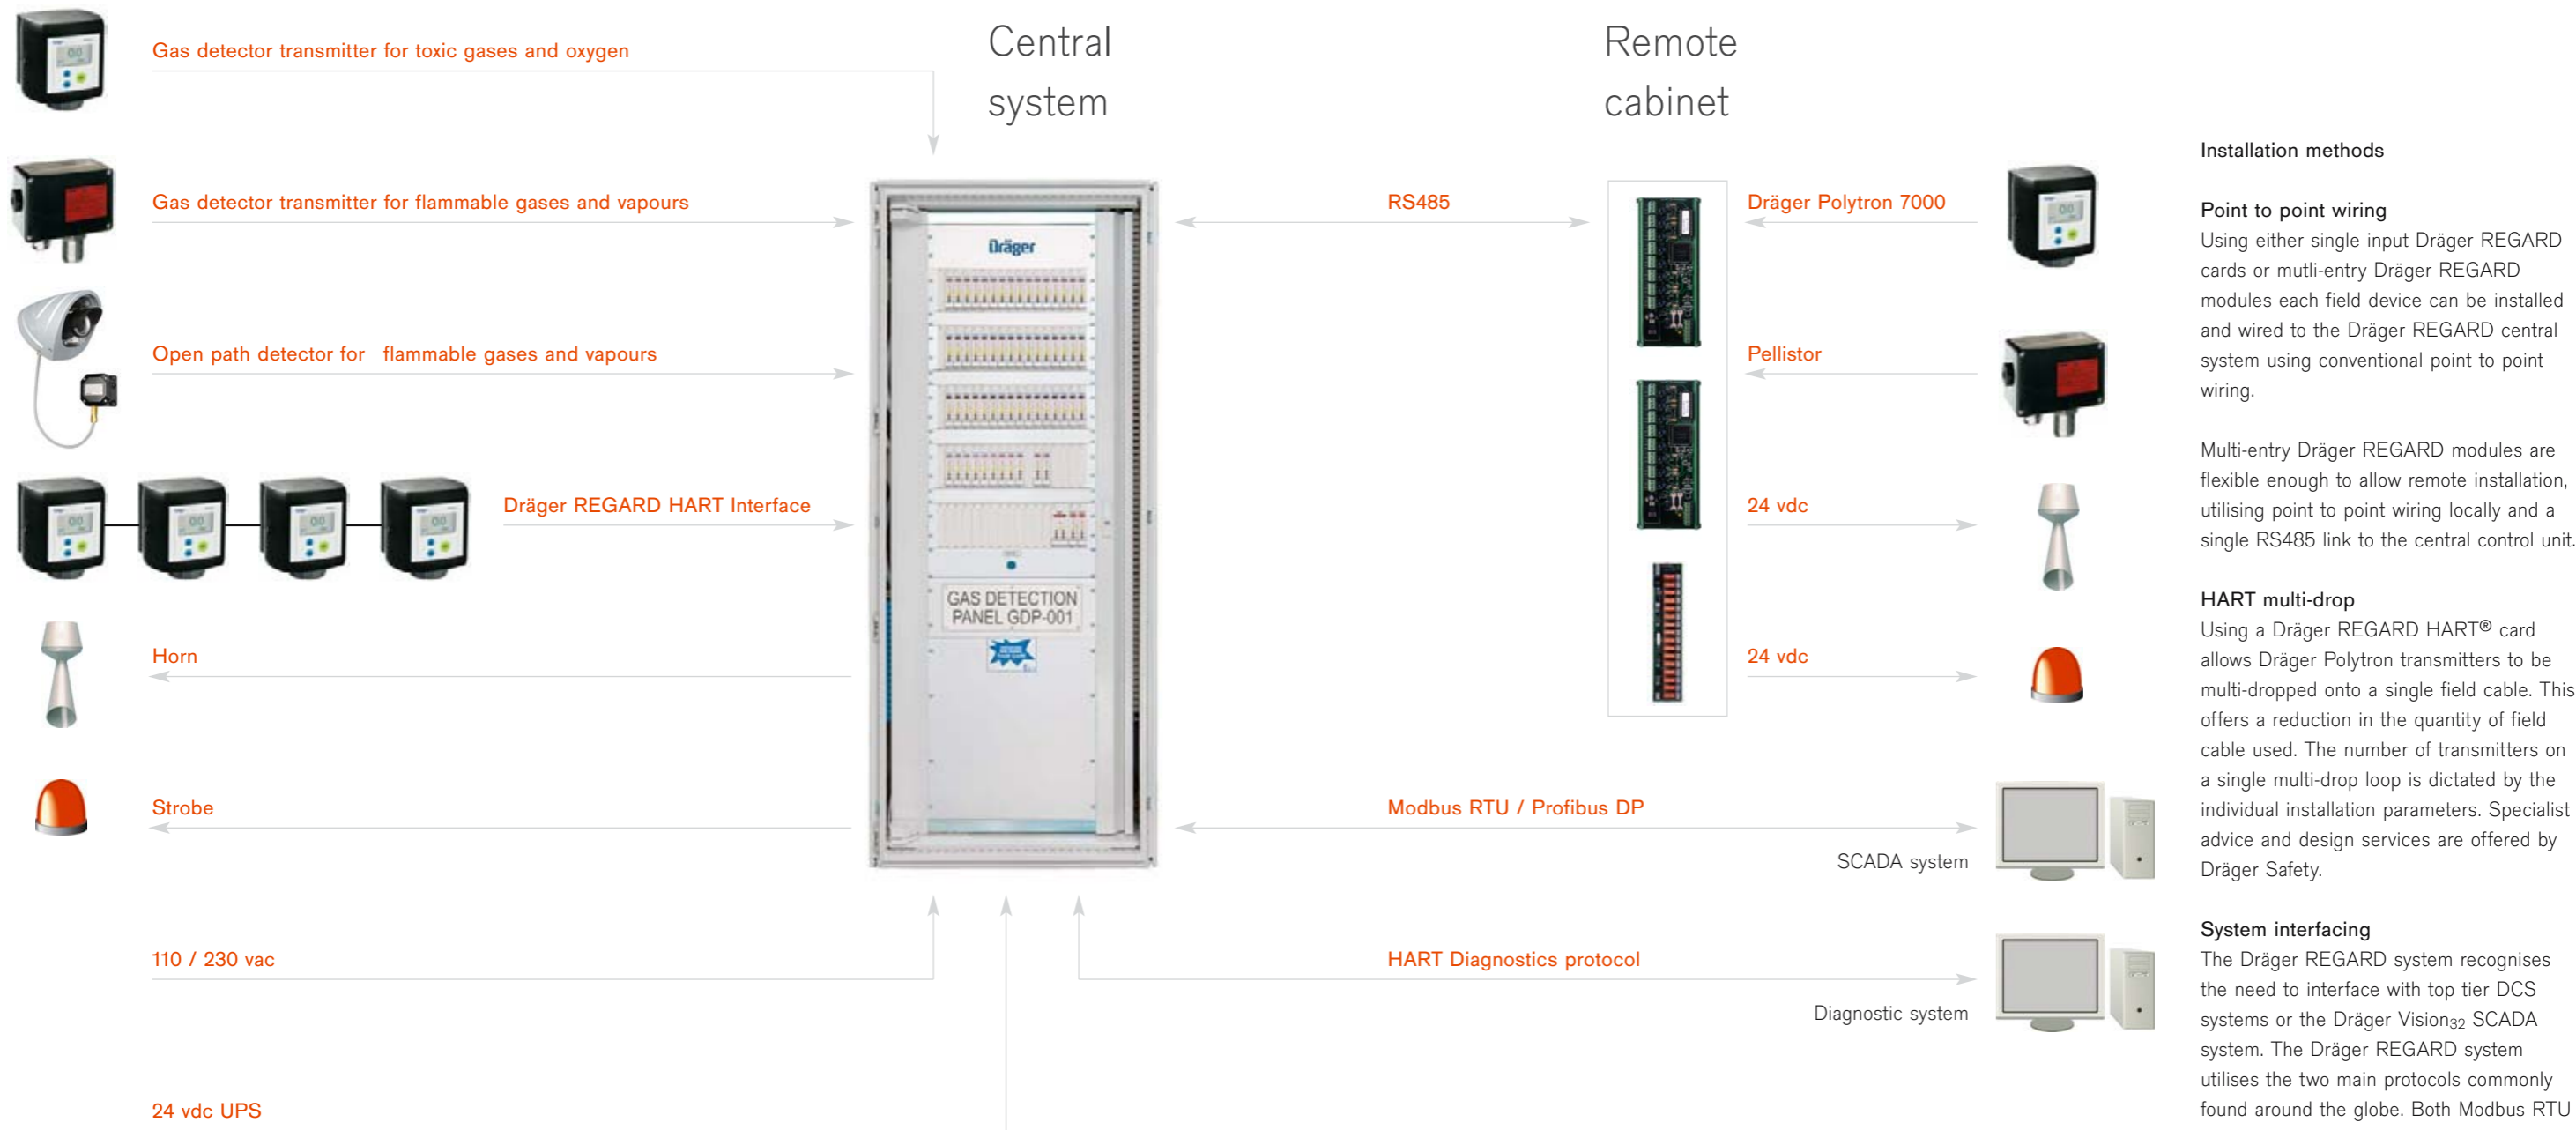 Central
system
Remote
cabinet
Gas detector transmitter for toxic gases and oxygen
Gas detector transmitter for flammable gases and vapours
Open path detector for flammable gases and vapours
Dräger REGARD HART Interface
Horn
Strobe
110 / 230 vac
24 vdc UPS
Dräger
GAS DETECTION
PANEL GDP-001
RS485
Dräger Polytron 7000
Pellistor
24 vdc
24 vdc
Modbus RTU / Profibus DP
SCADA system
HART Diagnostics protocol
Diagnostic system
Installation methods
Point to point wiring
Using either single input Dräger REGARD
cards or mutli-entry Dräger REGARD
modules each field device can be installed
and wired to the Dräger REGARD central
system using conventional point to point
wiring.
Multi-entry Dräger REGARD modules are
flexible enough to allow remote installation,
utilising point to point wiring locally and a
single RS485 link to the central control unit.
HART multi-drop
Using a Dräger REGARD HART® card
allows Dräger Polytron transmitters to be
multi-dropped onto a single field cable. This
offers a reduction in the quantity of field
cable used. The number of transmitters on
a single multi-drop loop is dictated by the
individual installation parameters. Specialist
advice and design services are offered by
Dräger Safety.
System interfacing
The Dräger REGARD system recognises
the need to interface with top tier DCS
systems or the Dräger Vision32 SCADA
system. The Dräger REGARD system
utilises the two main protocols commonly
found around the globe. Both Modbus RTU